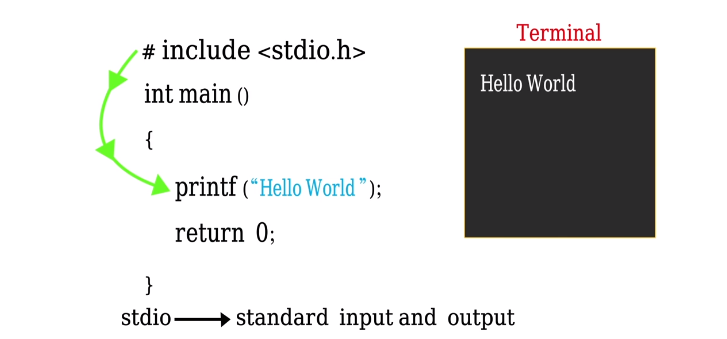 # include <stdio.h>
int main ()
{
printf (“Hello World”);
return 0;
}
stdio → standard input and output
Terminal
Hello World